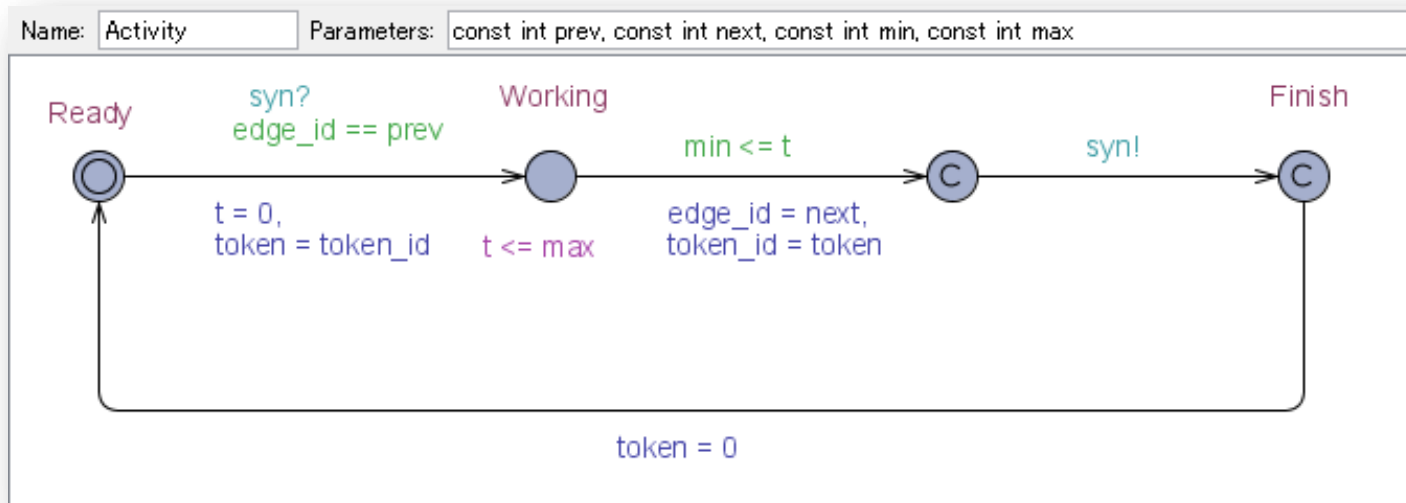 Name: Activity Parameters: const int prev, const int next, const int min, const int max
Ready
syn?
edge_id == prev
t = 0,
token = token_id
Working
t <= max
min <= t
edge_id = next,
token_id = token
C
syn!
Finish
C
token = 0